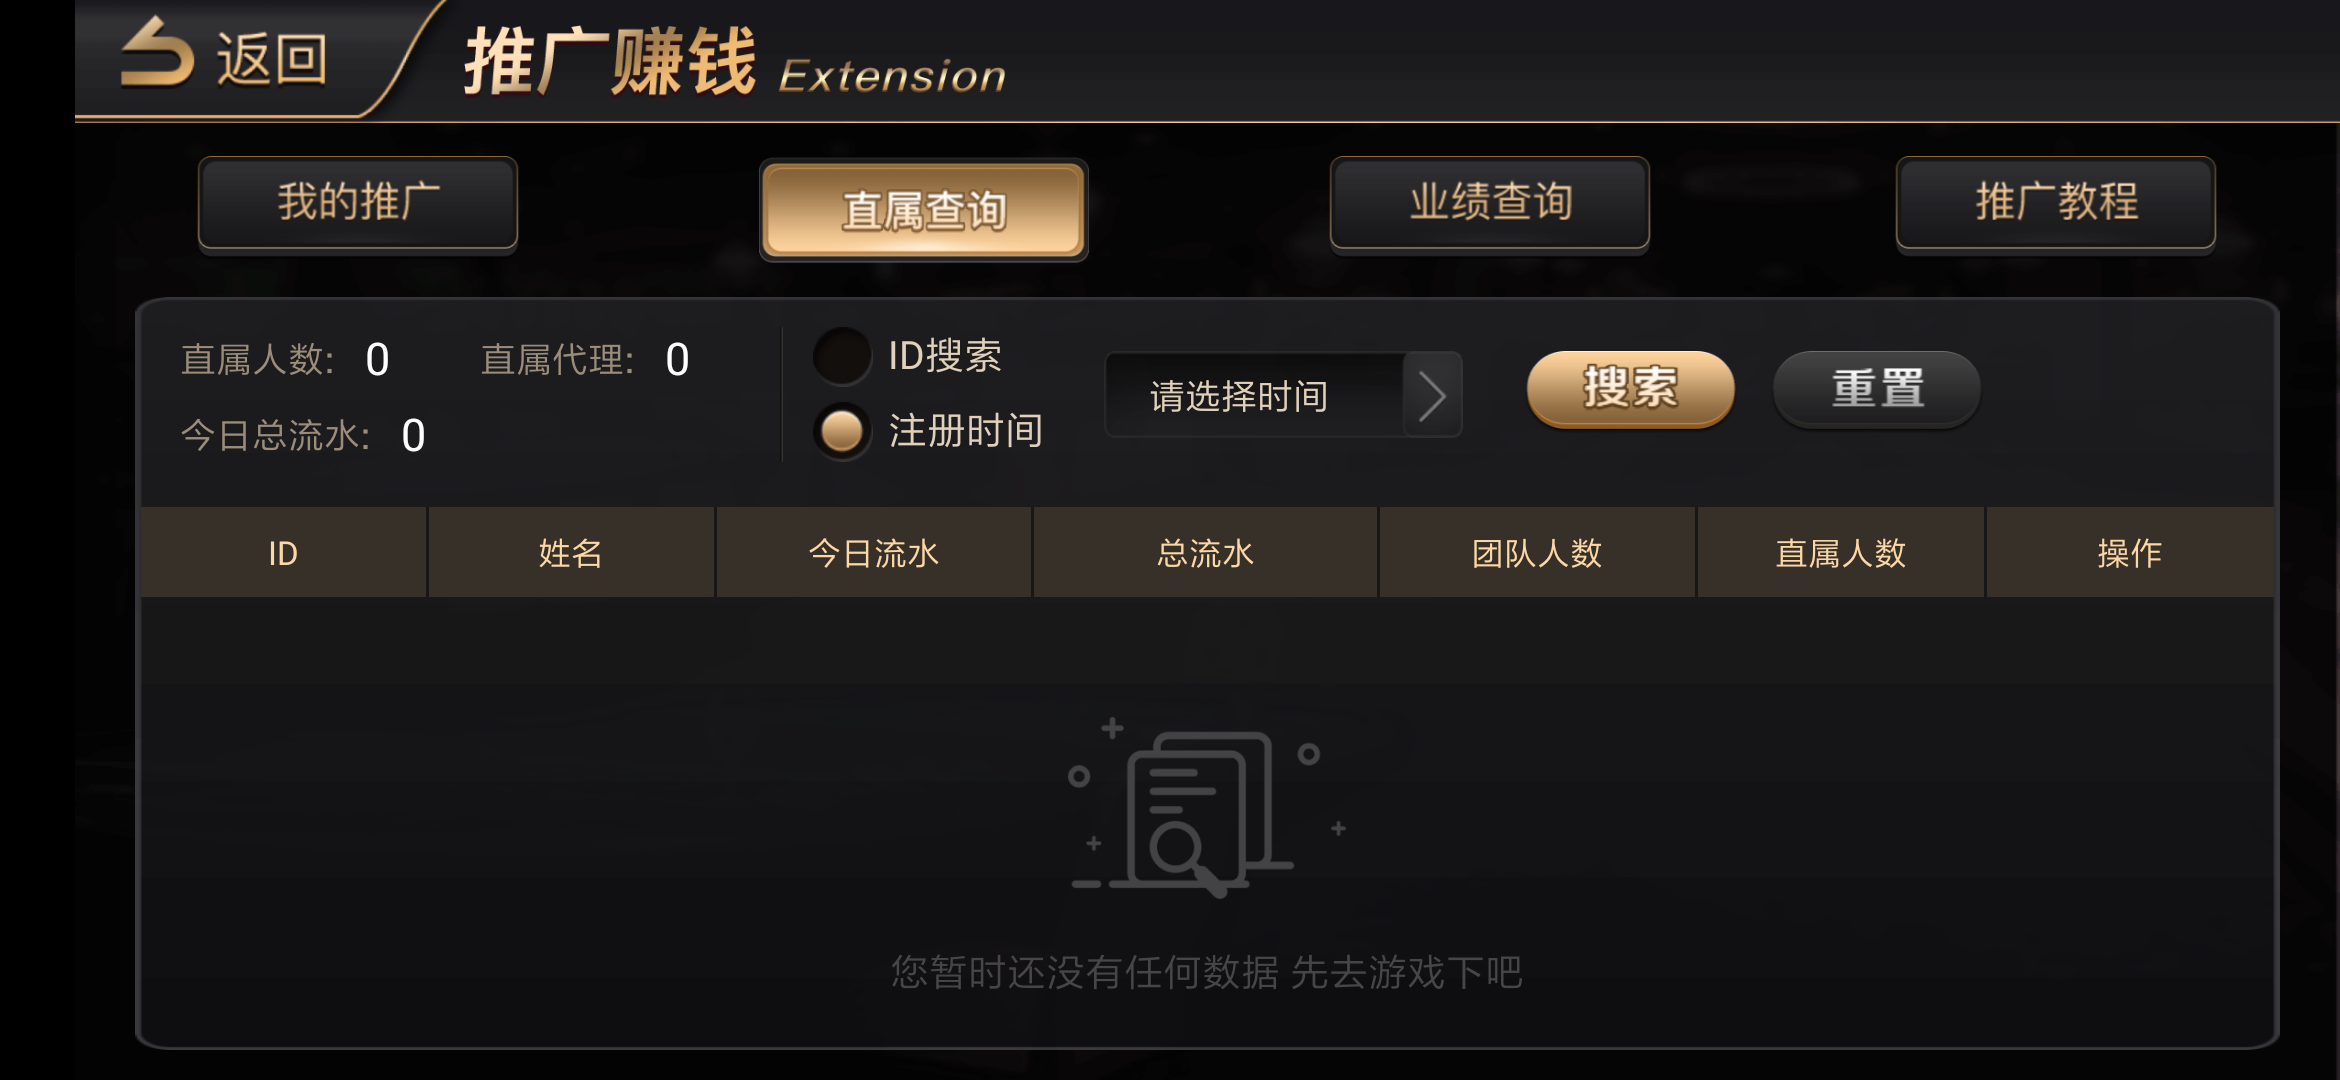 返回
推广赚钱 Extension
我的推广
直属查询
业绩查询
推广教程
直属人数: 0
直属代理: 0
今日总流水: 0
ID搜索
注册时间
请选择时间
搜索
重置
ID 姓名 今日流水 总流水 团队人数 直属人数 操作
您暂时还没有任何数据 先去游戏下吧